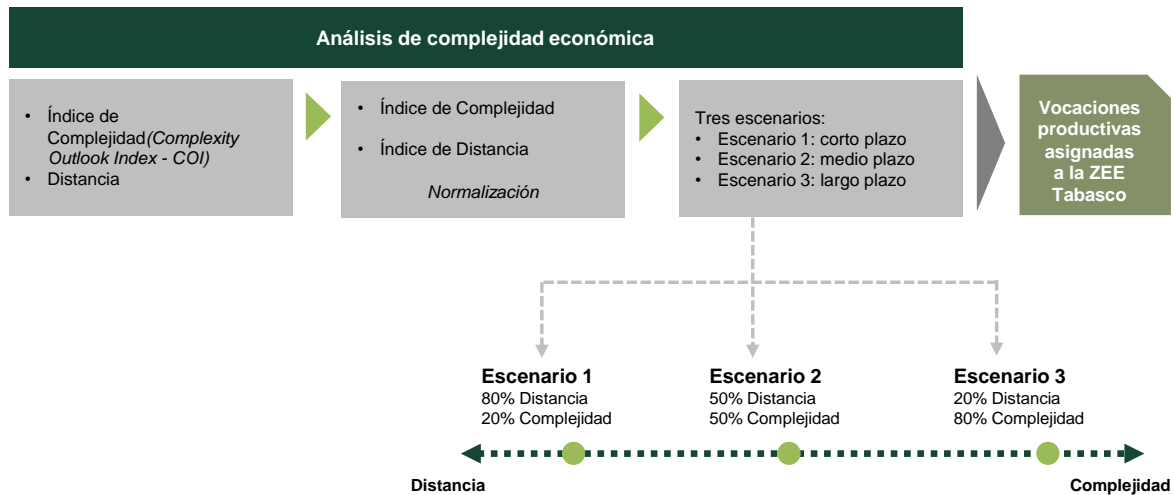 Análisis de complejidad económica
• Índice de
Complejidad(Complexity
Outlook Index - COI)
• Distancia
• Índice de Complejidad
• Índice de Distancia
Normalización
Tres escenarios:
• Escenario 1: corto plazo
• Escenario 2: medio plazo
• Escenario 3: largo plazo
Vocaciones
productivas
asignadas
a la ZEE
Tabasco
Escenario 1
80% Distancia
20% Complejidad
Escenario 2
50% Distancia
50% Complejidad
Escenario 3
20% Distancia
80% Complejidad
Distancia
Complejidad